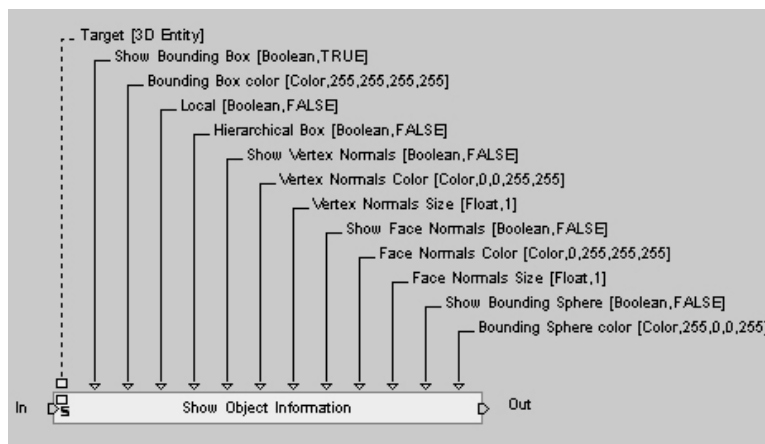 Target [3D Entity]
Show Bounding Box [Boolean,TRUE]
Bounding Box color [Color,255,255,255,255]
Local [Boolean,FALSE]
Hierarchical Box [Boolean,FALSE]
Show Vertex Normals [Boolean,FALSE]
Vertex Normals Color [Color,0,0,255,255]
Vertex Normals Size [Float,1]
Show Face Normals [Boolean,FALSE]
Face Normals Color [Color,0,255,255,255]
Face Normals Size [Float,1]
Show Bounding Sphere [Boolean,FALSE]
Bounding Sphere color [Color,255,0,0,255]
In
S
Show Object Information
Out